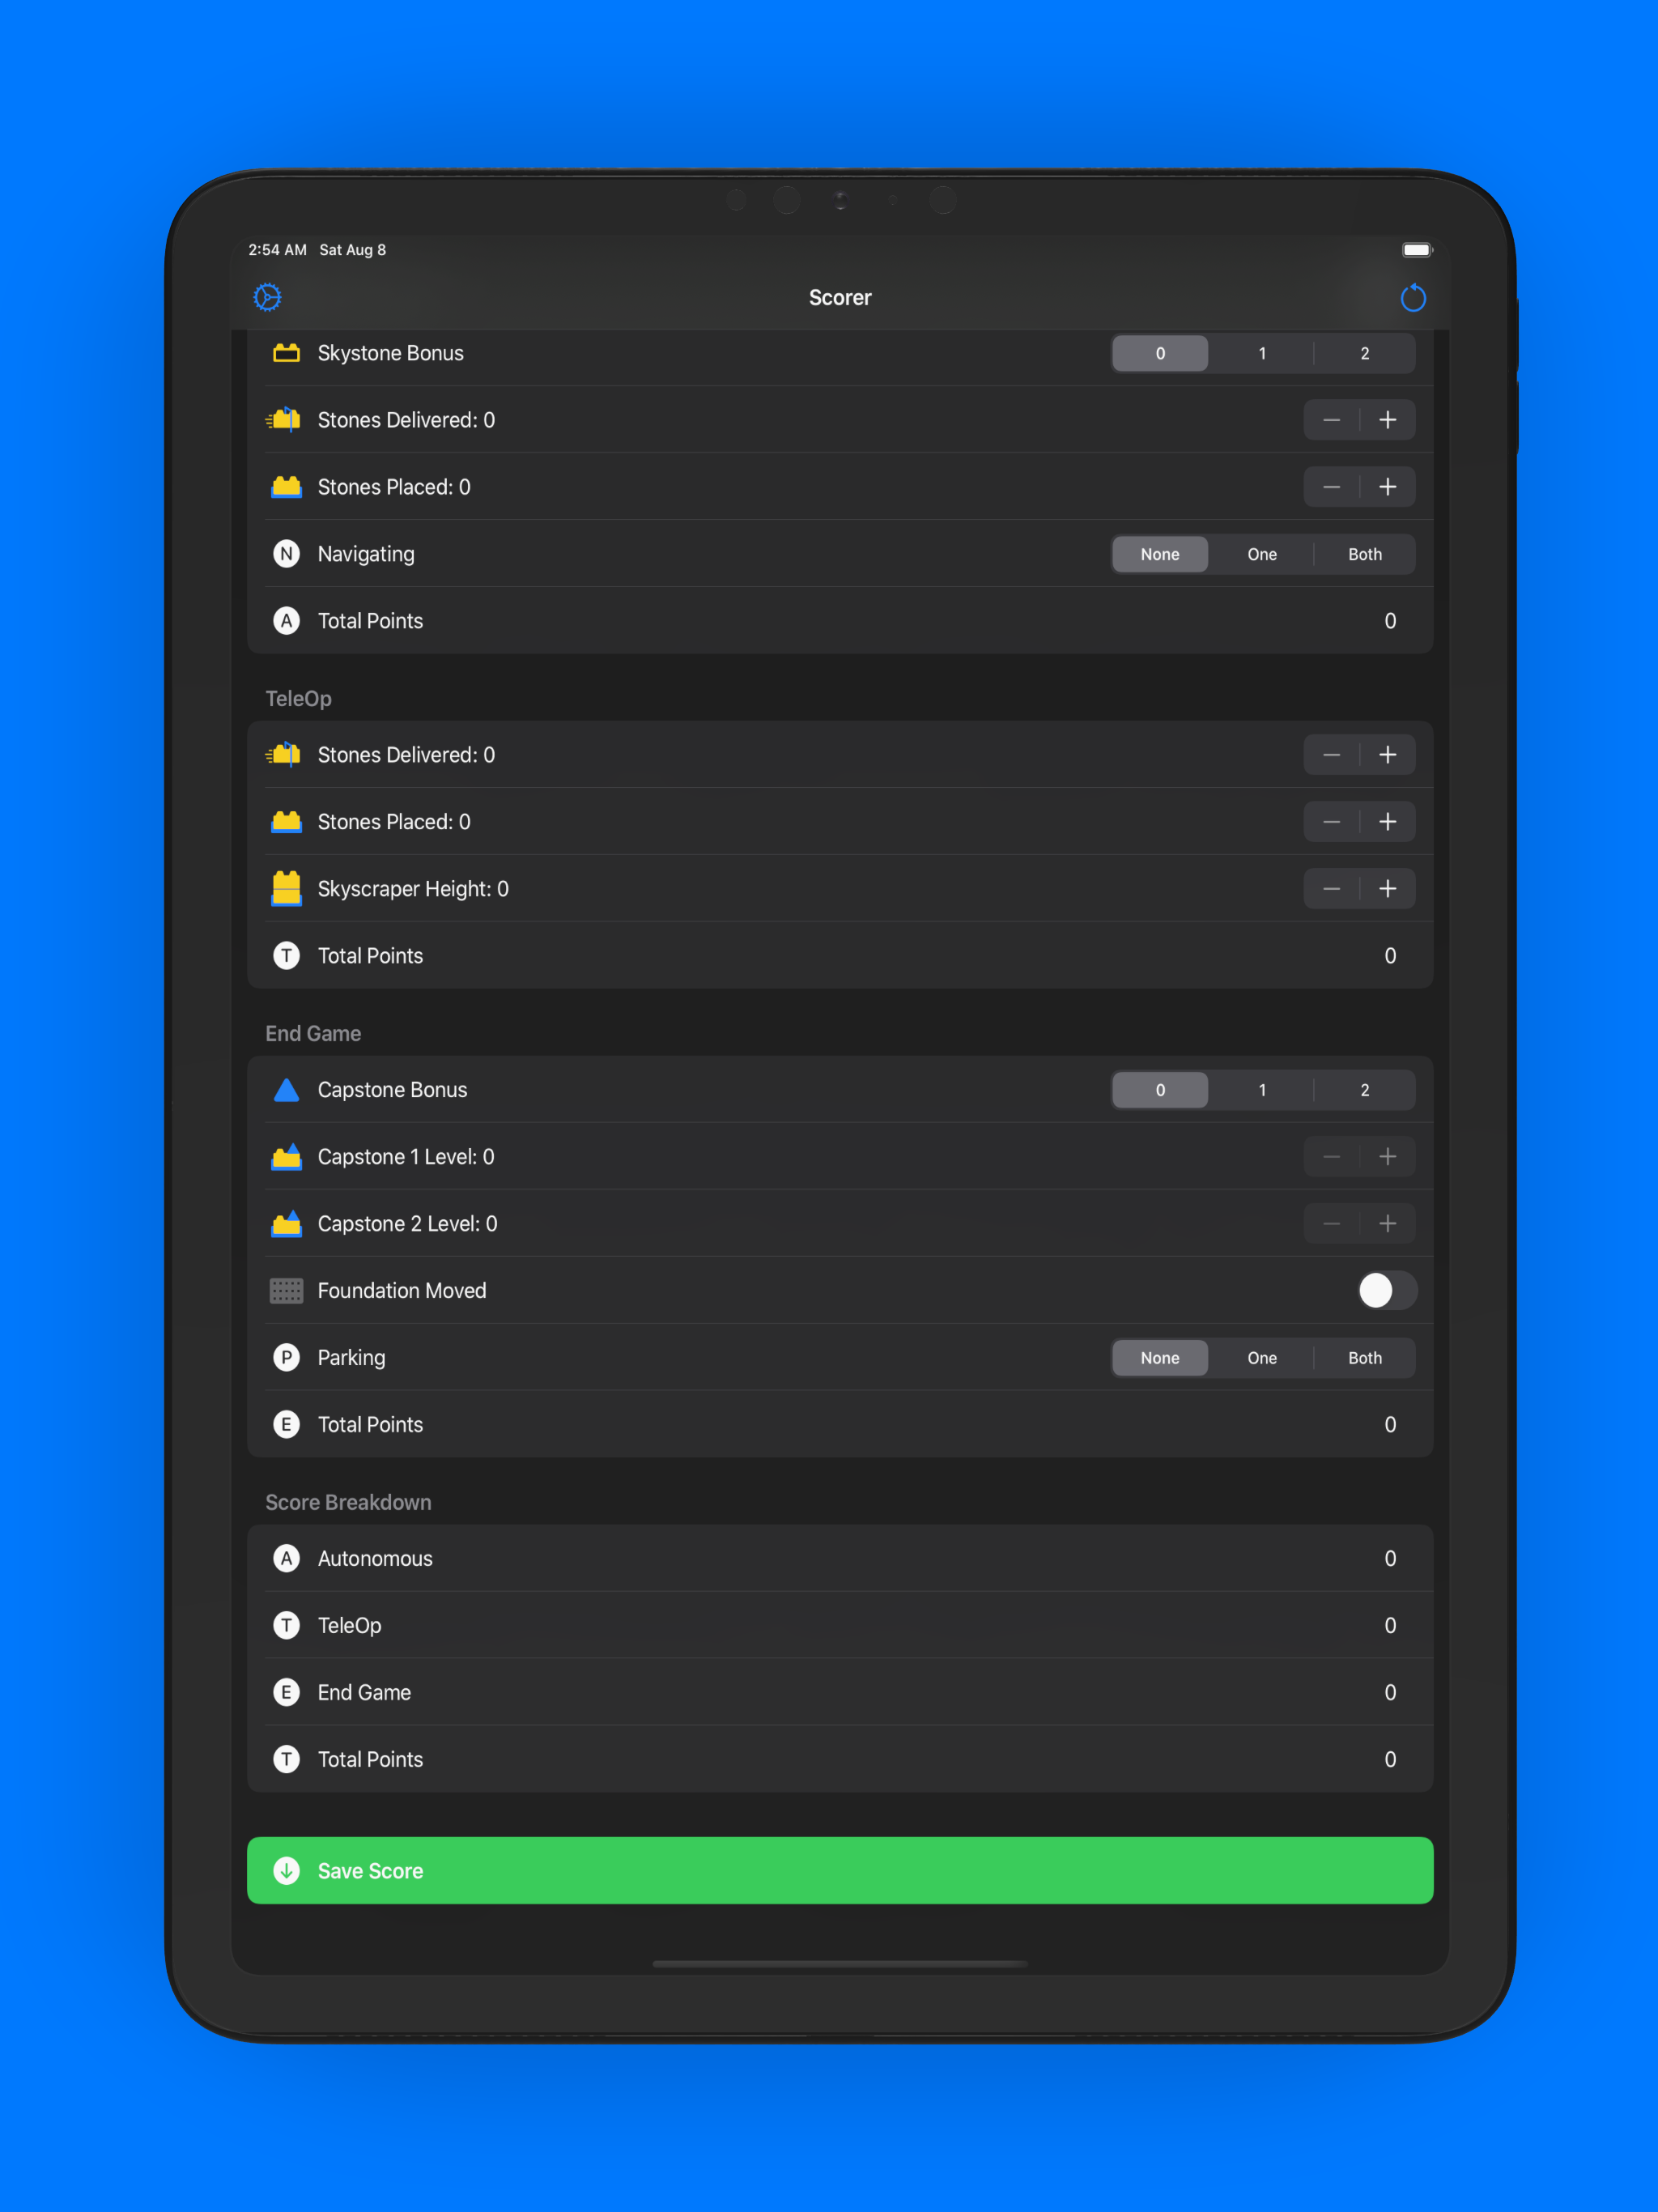 2:54 AM Sat Aug 8
Scorer
Skystone Bonus 0 1 2
Stones Delivered: 0 − +
Stones Placed: 0 − +
N Navigating None One Both
A Total Points 0
TeleOp
Stones Delivered: 0 − +
Stones Placed: 0 − +
Skyscraper Height: 0 − +
T Total Points 0
End Game
Capstone Bonus 0 1 2
Capstone 1 Level: 0 − +
Capstone 2 Level: 0 − +
Foundation Moved
P Parking None One Both
E Total Points 0
Score Breakdown
A Autonomous 0
T TeleOp 0
E End Game 0
T Total Points 0
Save Score